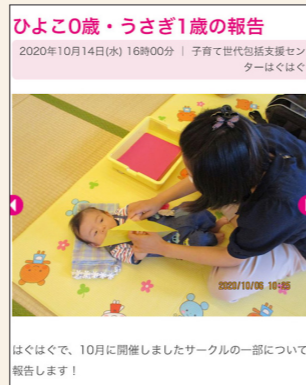 ひよこ0歳・うさぎ1歳の報告
2020年10月14日(水) 16時00分 ｜ 子育て世代包括支援セン
ターはぐはぐ
2020/10/06 10:45
はぐはぐで、10月に開催しましたサークルの一部について
報告します！